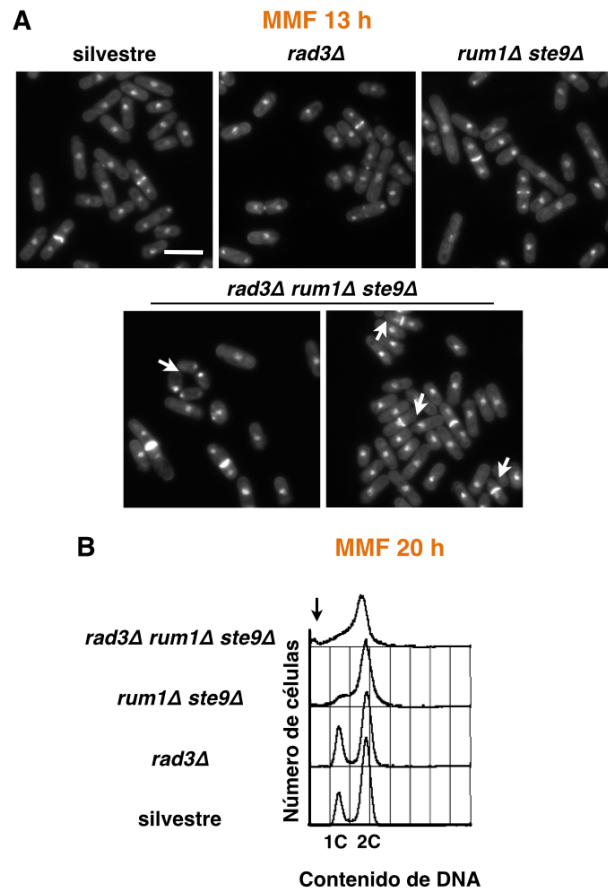 A
MMF 13 h
silvestre
rad3Δ
rum1Δ ste9Δ
rad3Δ rum1Δ ste9Δ
B
MMF 20 h
rad3Δ rum1Δ ste9Δ
rum1Δ ste9Δ
rad3Δ
silvestre
Número de células
1C 2C
Contenido de DNA